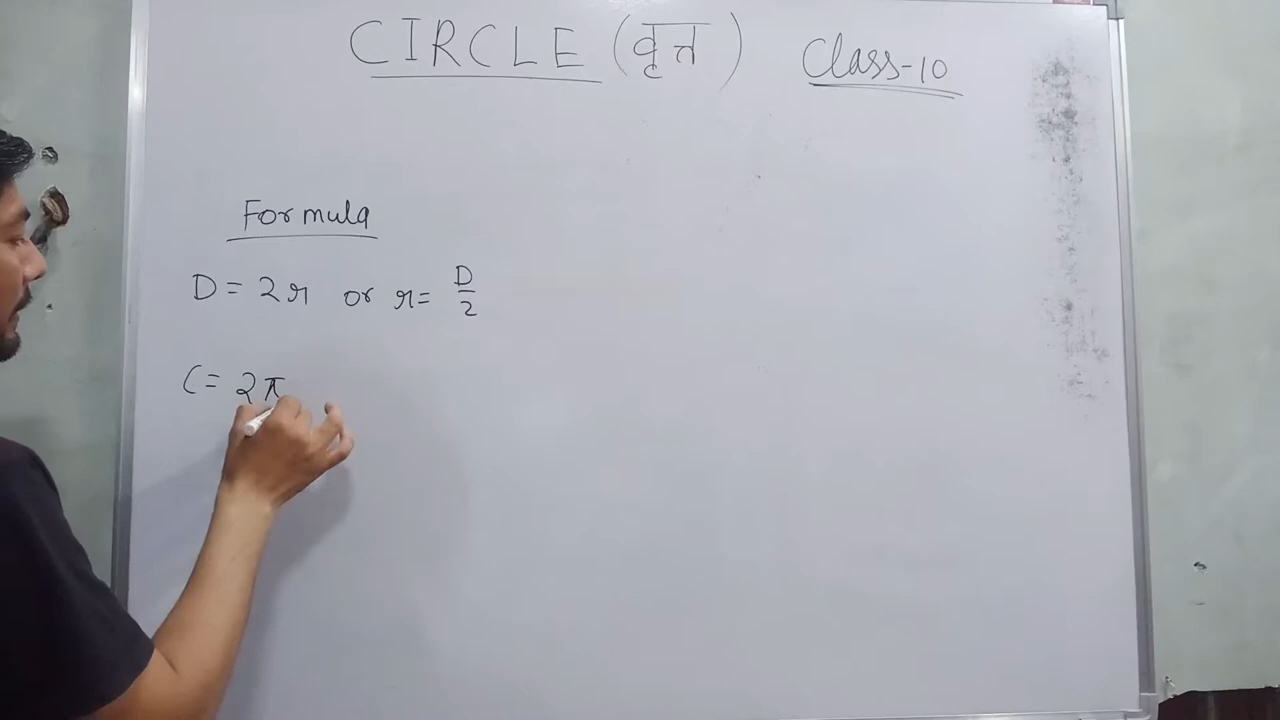 CIRCLE (वृत्त) Class-10
Formula
D = 2r or r = D/2
C = 2π